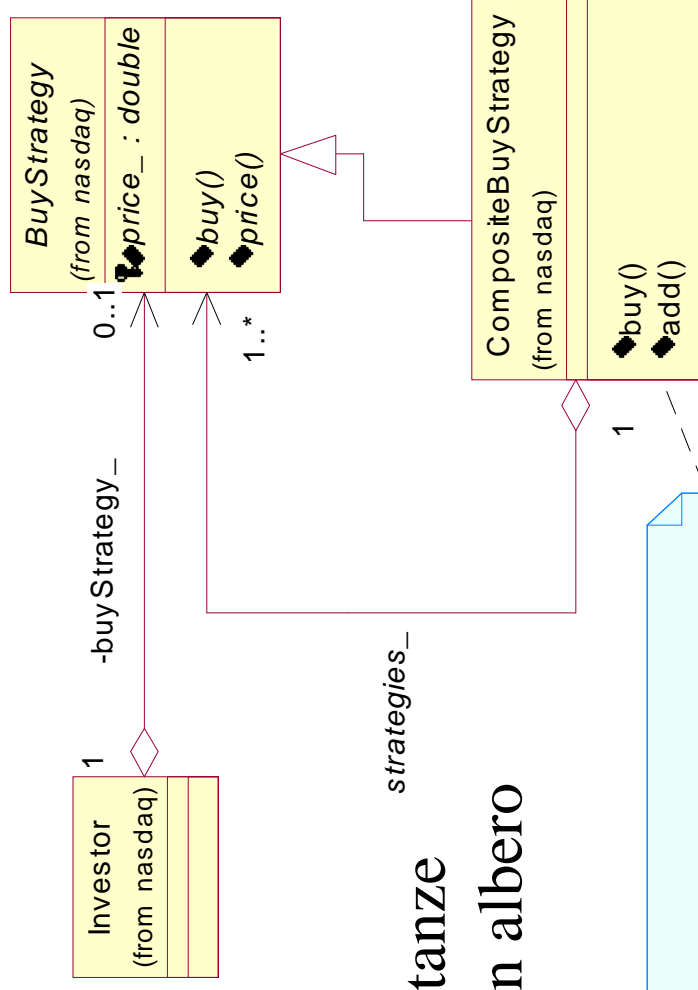 Investor
(from nasdaq)
1
-buyStrategy_
0..1
BuyStrategy
(from nasdaq)
price_ : double
buy()
price()
1..*
strategies_
CompositeBuyStrategy
(from nasdaq)
buy()
add()
1
tanze
n albero